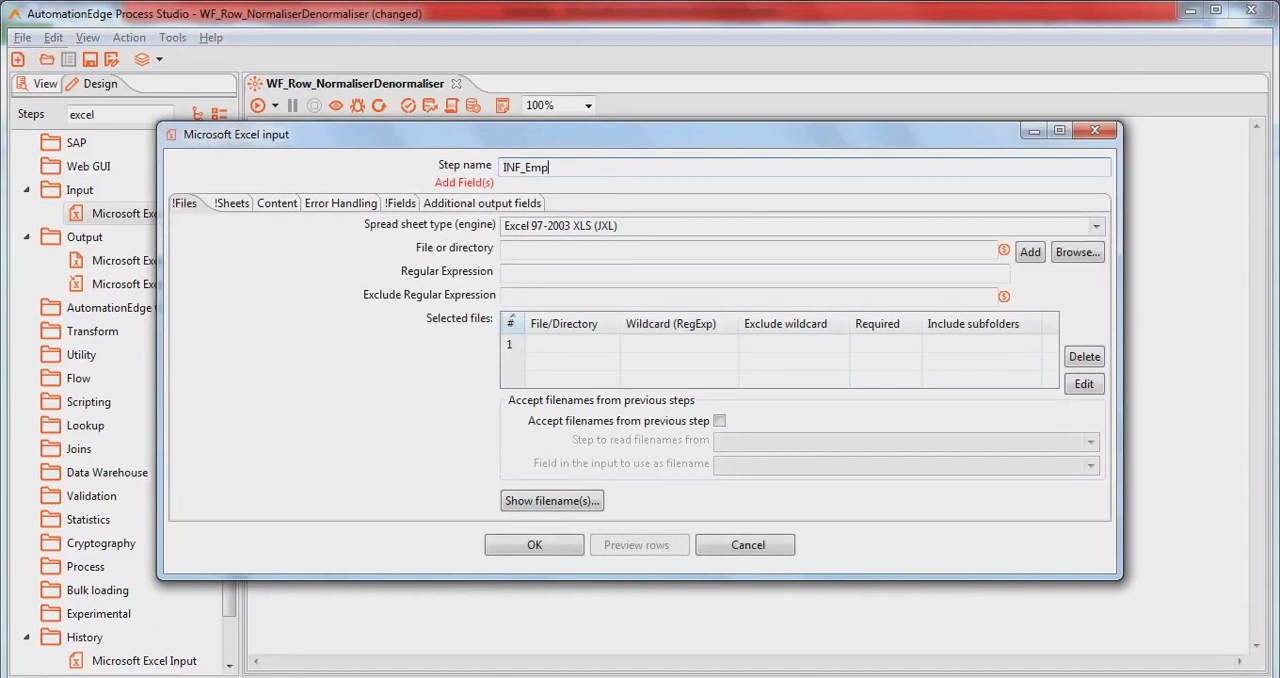 AutomationEdge Process Studio - WF_Row_NormaliserDenormaliser (changed)
File Edit View Action Tools Help
View Design
WF_Row_NormaliserDenormaliser
Steps excel
100%
SAP
Web GUI
Input
Microsoft Exc
Output
Microsoft Exc
Microsoft Exc
AutomationEdge
Transform
Utility
Flow
Scripting
Lookup
Joins
Data Warehouse
Validation
Statistics
Cryptography
Process
Bulk loading
Experimental
History
Microsoft Excel Input
Microsoft Excel input
Step name INF_Emp
Add Field(s)
!Files !Sheets Content Error Handling !Fields Additional output fields
Spread sheet type (engine) Excel 97-2003 XLS (JXL)
File or directory Add Browse...
Regular Expression
Exclude Regular Expression
Selected files: # File/Directory Wildcard (RegExp) Exclude wildcard Required Include subfolders
1
Delete
Edit
Accept filenames from previous steps
Accept filenames from previous step
Step to read filenames from
Field in the input to use as filename
Show filename(s)...
OK Preview rows Cancel